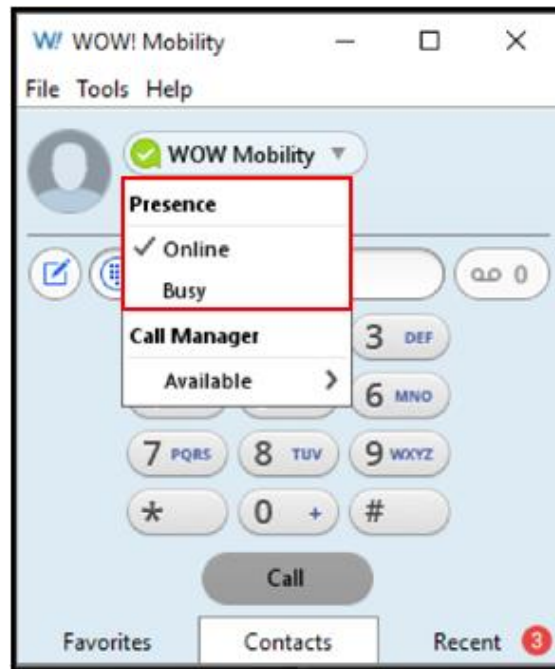 W! WOW! Mobility
File Tools Help
WOW Mobility
Presence
Online
Busy
0
Call Manager
3 DEF
Available
6 MNO
7 PQRS 8 TUV 9 WXYZ
* 0 + #
Call
Favorites Contacts Recent 3